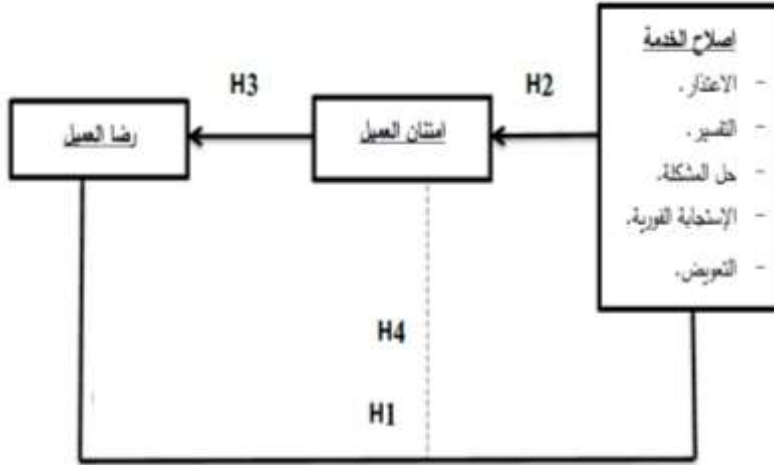 اصلاح الخدمة
- الاعتذار.
- التفسير.
- حل المشكلة.
- الإستجابة الفورية.
- التعويض.
H2
امتنان العميل
H3
رضا العميل
H4
H1